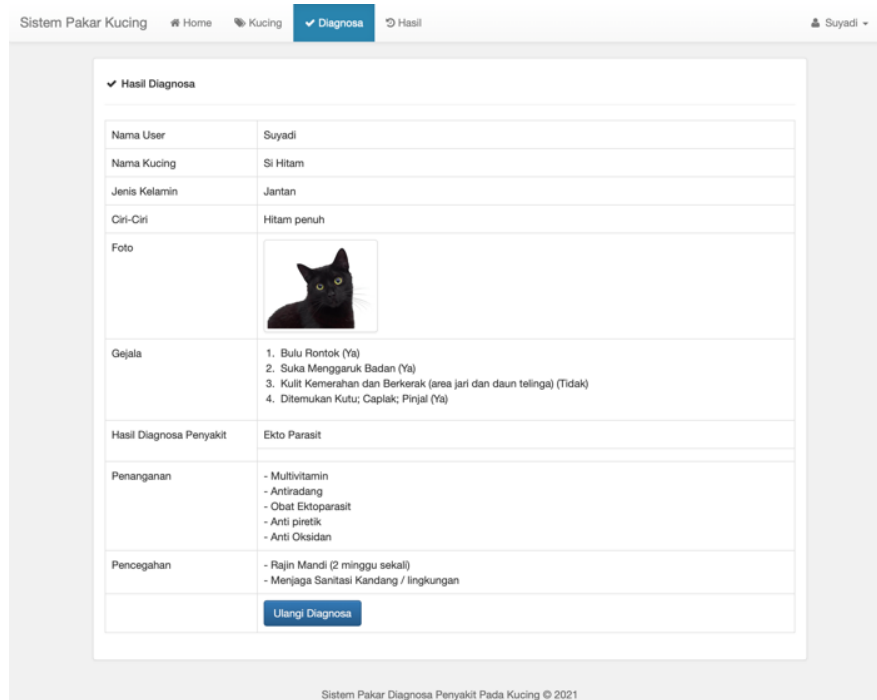 Sistem Pakar Kucing Home Kucing Diagnosa Hasil Suyadi
Hasil Diagnosa
Nama User Suyadi
Nama Kucing Si Hitam
Jenis Kelamin Jantan
Ciri-Ciri Hitam penuh
Foto
Gejala 1. Bulu Rontok (Ya)
2. Suka Menggaruk Badan (Ya)
3. Kulit Kemerahan dan Berkerak (area jari dan daun telinga) (Tidak)
4. Ditemukan Kutu; Caplak; Pinjal (Ya)
Hasil Diagnosa Penyakit Ekto Parasit
Penanganan - Multivitamin
- Antiradang
- Obat Ektoparasit
- Anti piretik
- Anti Oksidan
Pencegahan - Rajin Mandi (2 minggu sekali)
- Menjaga Sanitasi Kandang / lingkungan
Ulangi Diagnosa
Sistem Pakar Diagnosa Penyakit Pada Kucing © 2021